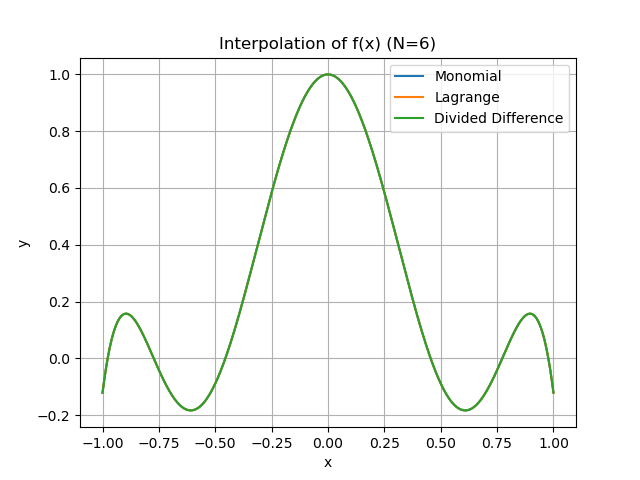 Interpolation of f(x) (N=6)
Monomial
Lagrange
Divided Difference
1.0
0.8
0.6
0.4
0.2
0.0
−0.2
y
−1.00 −0.75 −0.50 −0.25 0.00 0.25 0.50 0.75 1.00
x